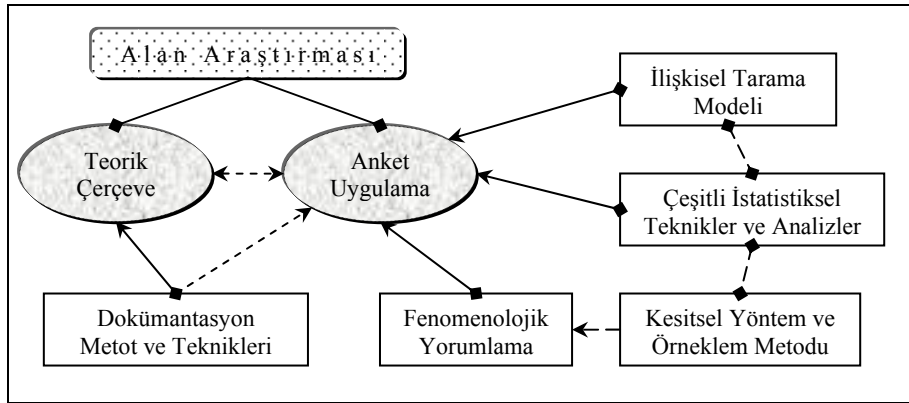 Alan Araştırması
Teorik
Çerçeve
Anket
Uygulama
İlişkisel Tarama
Modeli
Çeşitli İstatistiksel
Teknikler ve Analizler
Dokümantasyon
Metot ve Teknikleri
Fenomenolojik
Yorumlama
Kesitsel Yöntem ve
Örneklem Metodu